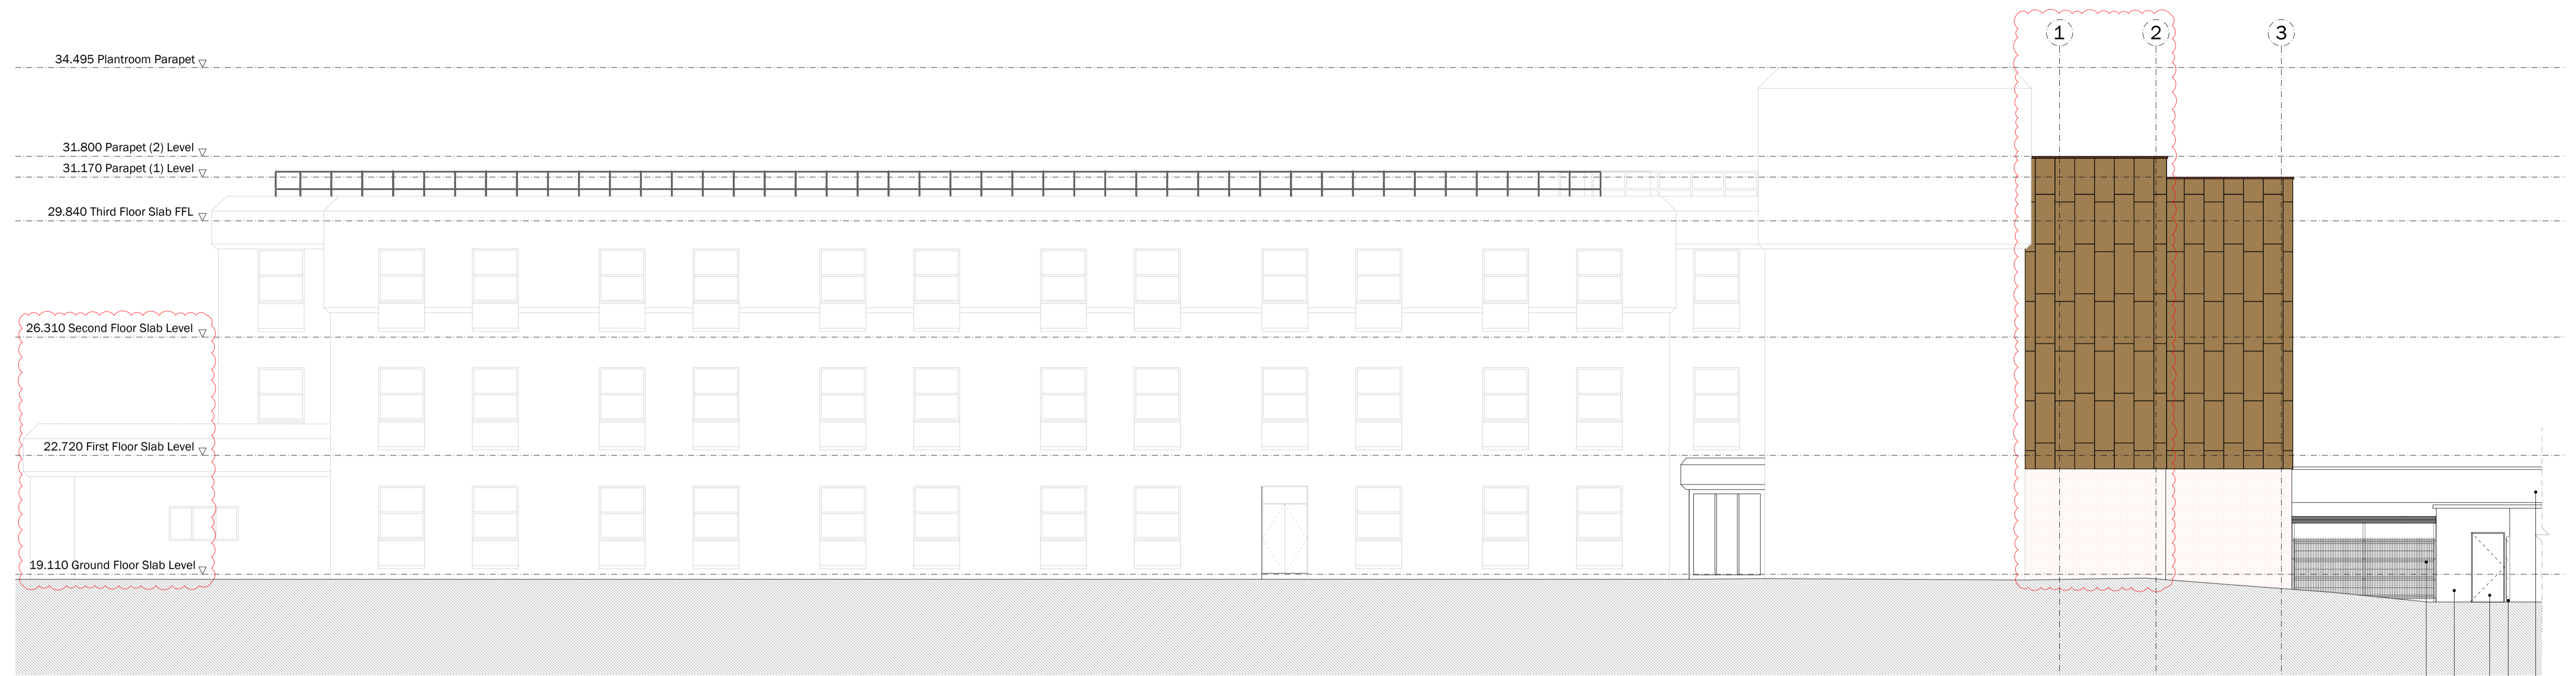 1 2 3
34.495 Plantroom Parapet
31.800 Parapet (2) Level
31.170 Parapet (1) Level
29.840 Third Floor Slab FFL
26.310 Second Floor Slab Level
22.720 First Floor Slab Level
19.110 Ground Floor Slab Level